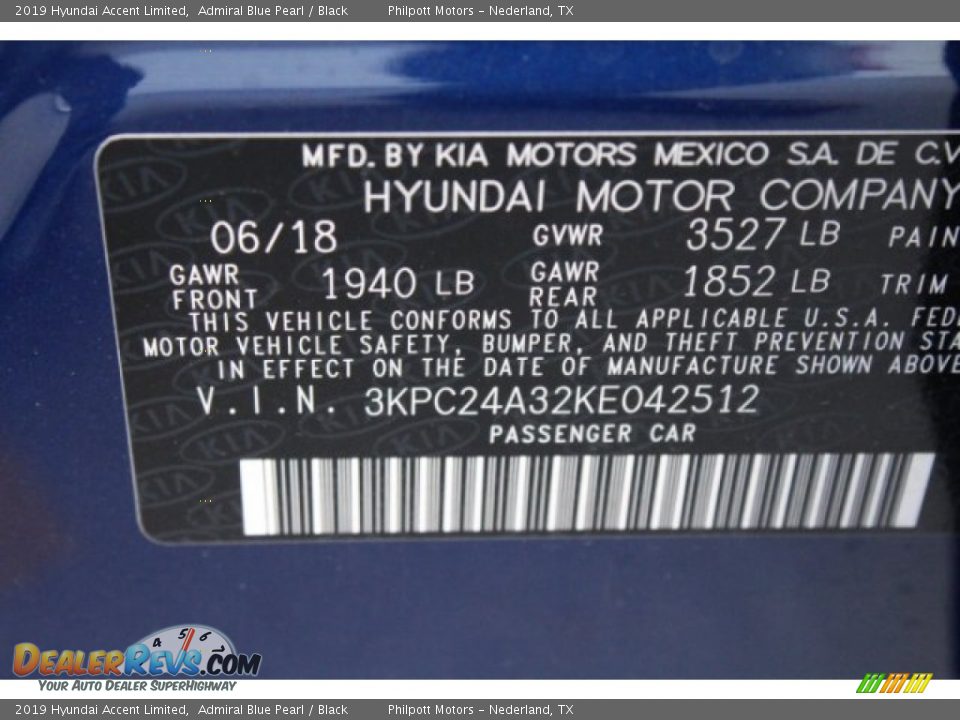 2019 Hyundai Accent Limited, Admiral Blue Pearl / Black Philpott Motors – Nederland, TX
MFD. BY KIA MOTORS MEXICO S.A. DE C.V
HYUNDAI MOTOR COMPANY
06/18 GVWR 3527 LB PAIN
GAWR FRONT 1940 LB GAWR REAR 1852 LB TRIM
THIS VEHICLE CONFORMS TO ALL APPLICABLE U.S.A. FED
MOTOR VEHICLE SAFETY, BUMPER, AND THEFT PREVENTION STA
IN EFFECT ON THE DATE OF MANUFACTURE SHOWN ABOVE
V.I.N. 3KPC24A32KE042512
PASSENGER CAR
4 5 6 7
DEALERREVS.COM
YOUR AUTO DEALER SUPERHIGHWAY
2019 Hyundai Accent Limited, Admiral Blue Pearl / Black Philpott Motors – Nederland, TX